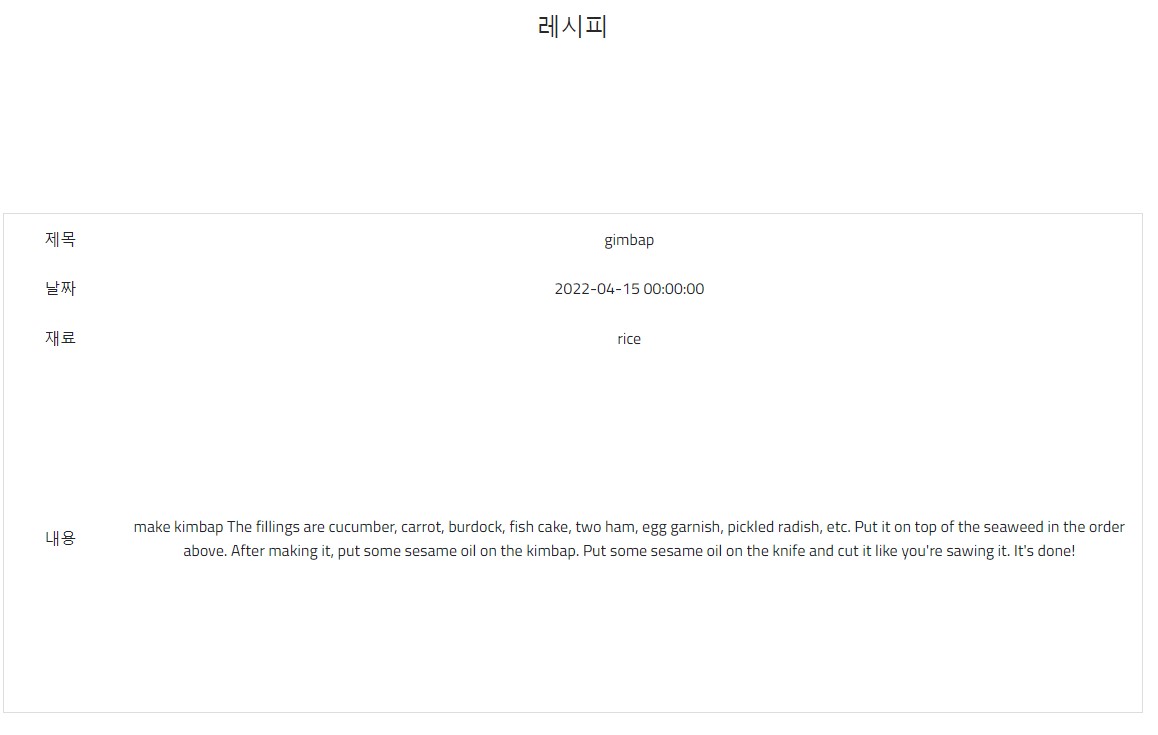 레시피
제목 gimbap
날짜 2022-04-15 00:00:00
재료 rice
내용 make kimbap The fillings are cucumber, carrot, burdock, fish cake, two ham, egg garnish, pickled radish, etc. Put it on top of the seaweed in the order
above. After making it, put some sesame oil on the kimbap. Put some sesame oil on the knife and cut it like you're sawing it. It's done!